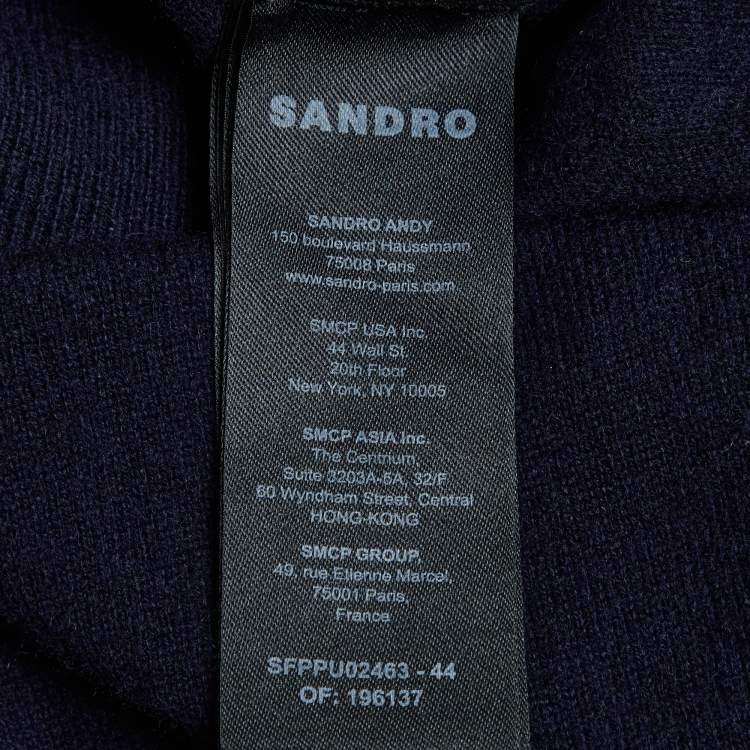 SANDRO
SANDRO ANDY
150 boulevard Haussmann
75008 Paris
www.sandro-paris.com
SMCP USA Inc.
44 Wall St.
20th Floor
New York, NY 10005
SMCP ASIA Inc.
The Centrium,
Suite 3203A-5A, 32/F
60 Wyndham Street, Central
HONG-KONG
SMCP GROUP
49, rue Etienne Marcel,
75001 Paris,
France
SFPPU02463 - 44
OF: 196137